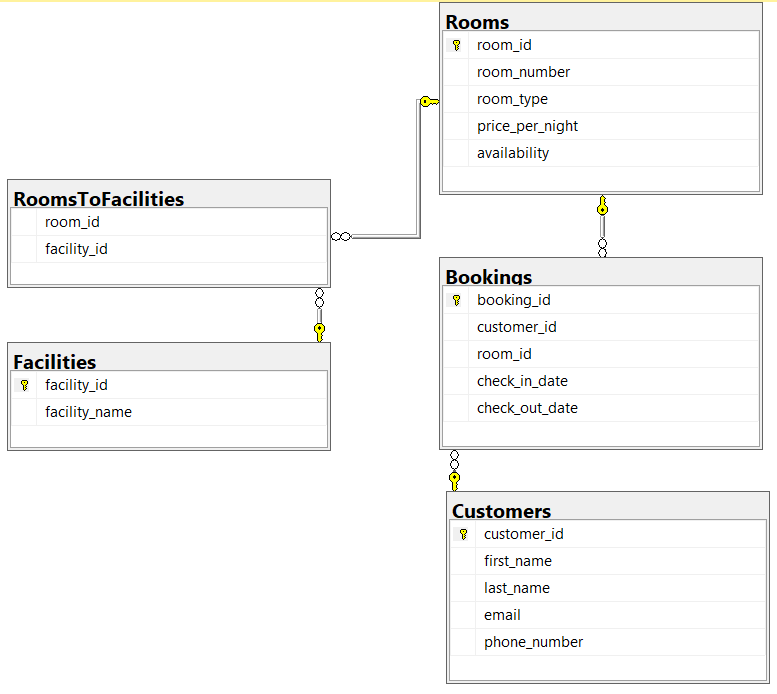 Rooms
room_id
room_number
room_type
price_per_night
availability
RoomsToFacilities
room_id
facility_id
Facilities
facility_id
facility_name
Bookings
booking_id
customer_id
room_id
check_in_date
check_out_date
Customers
customer_id
first_name
last_name
email
phone_number